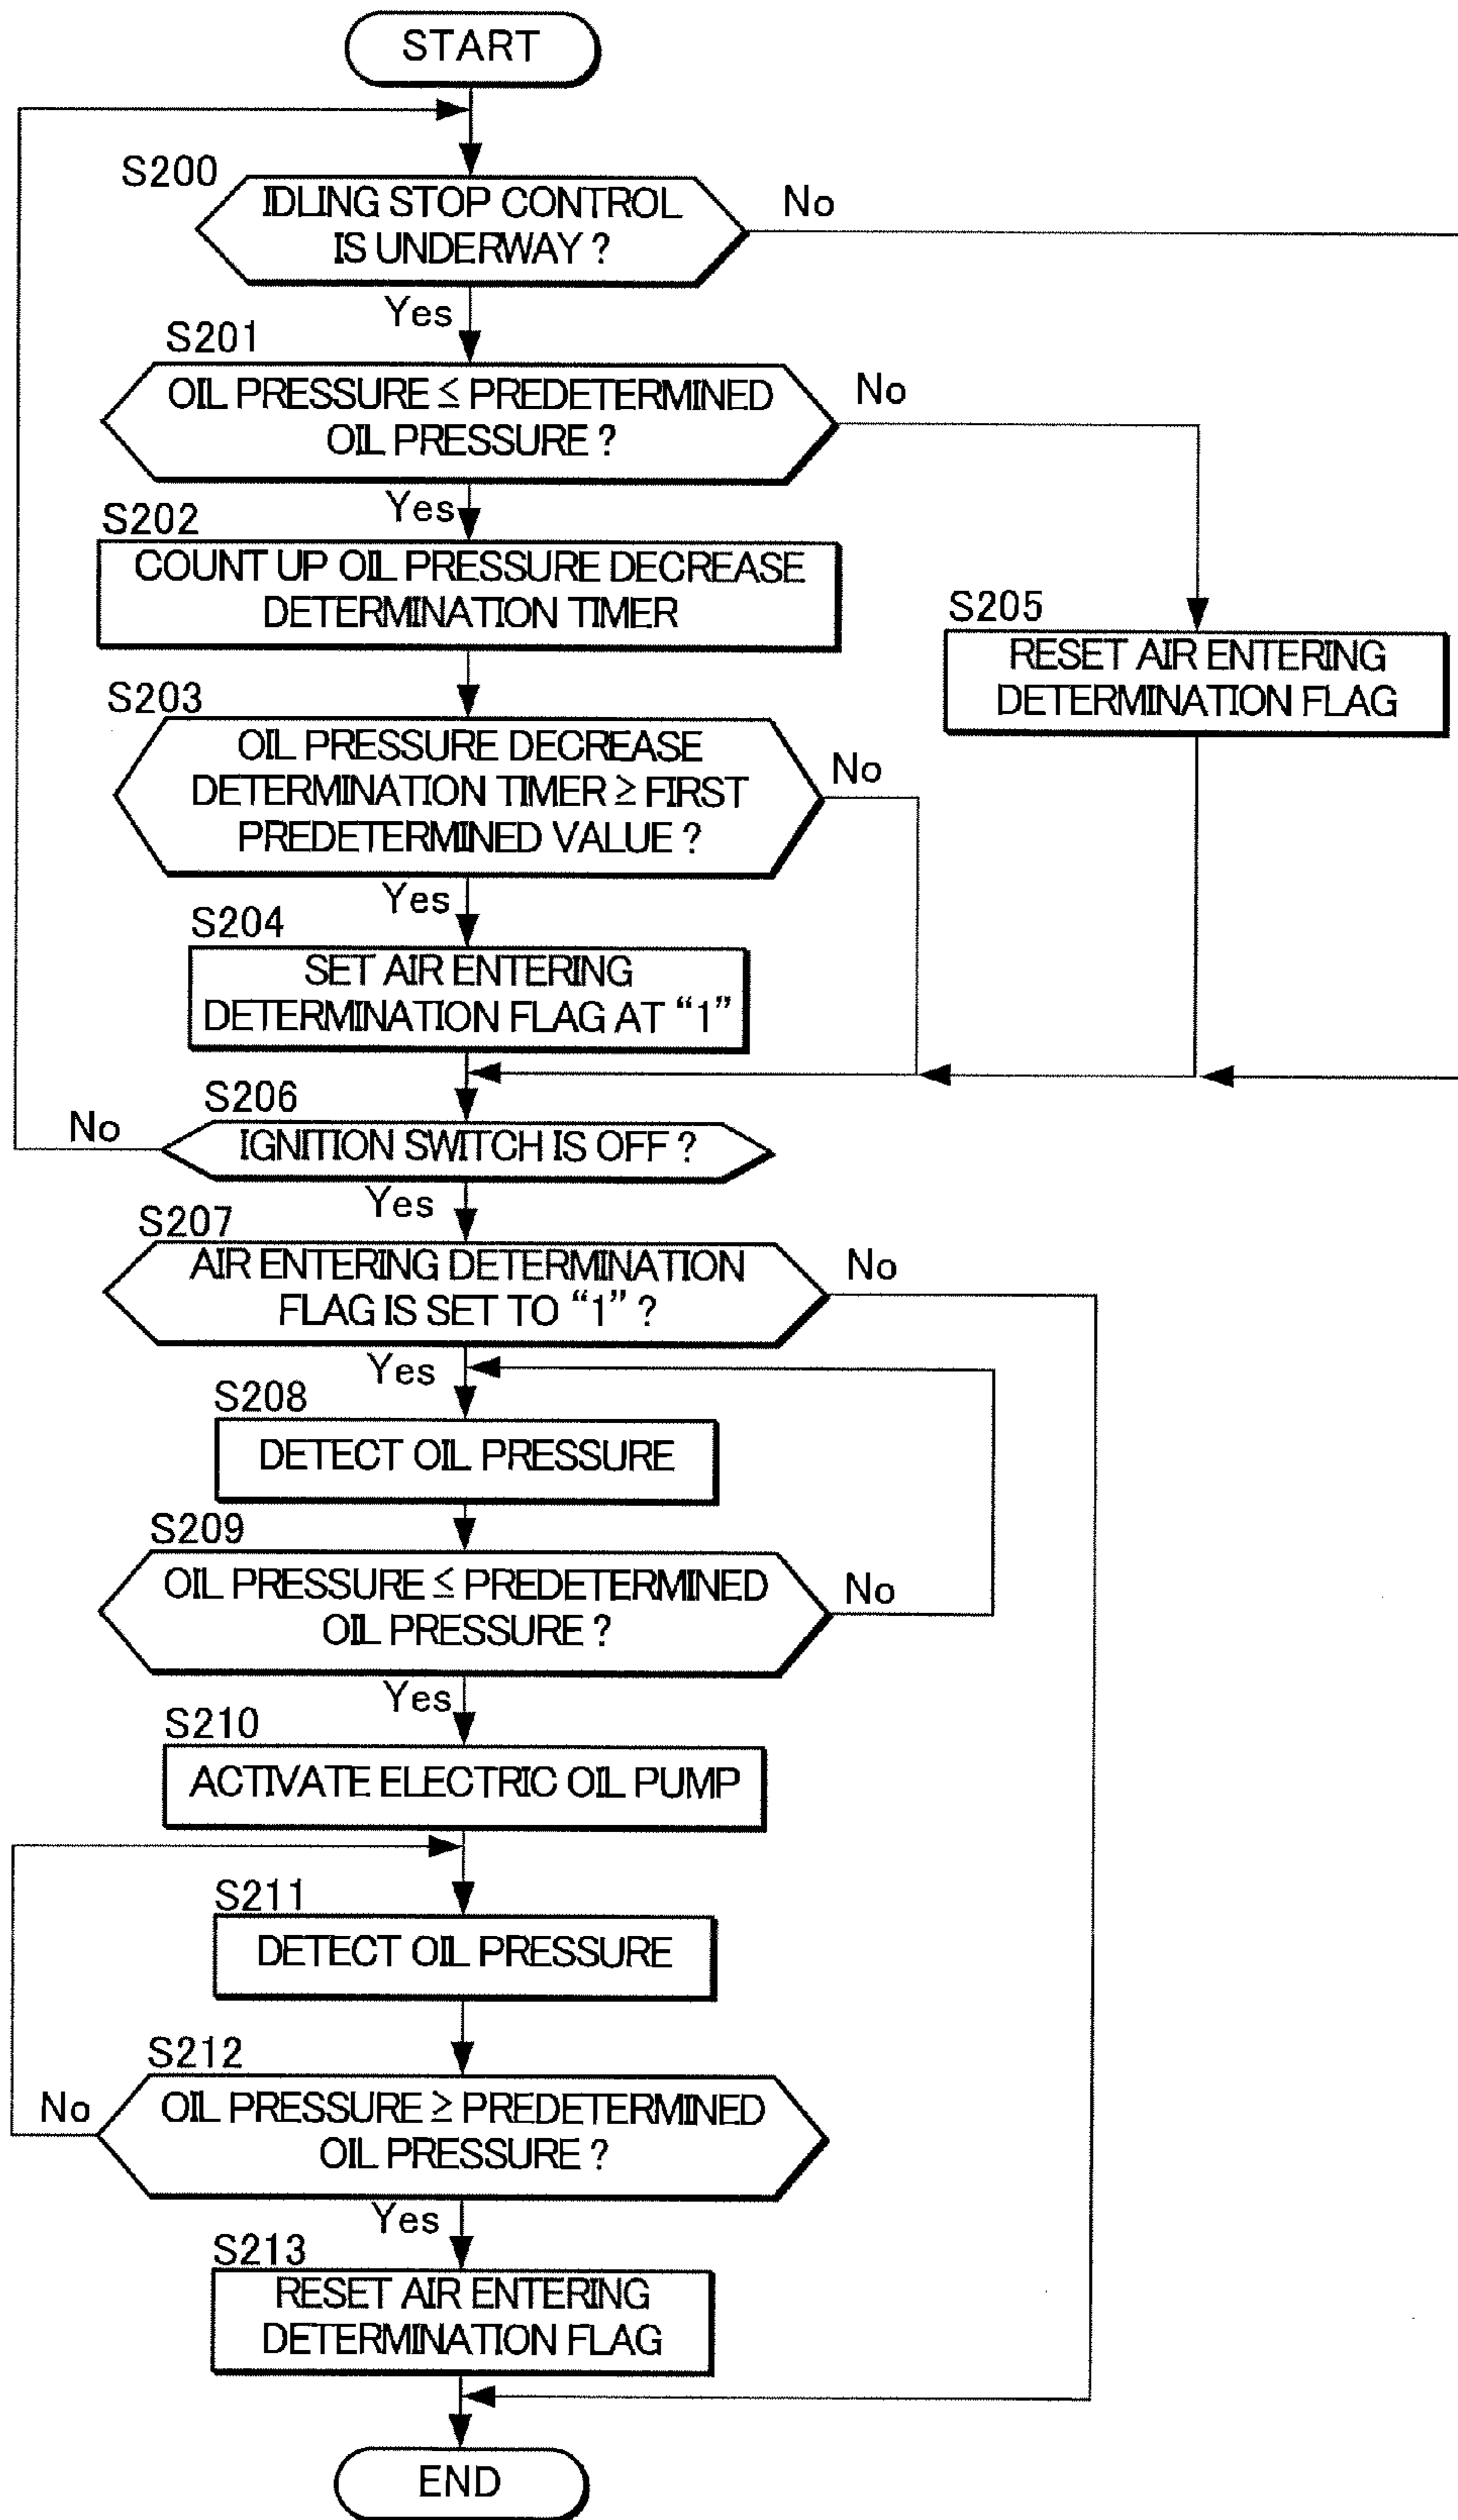 START
S200
IDLING STOP CONTROL
IS UNDERWAY ?
No
Yes
S201
OIL PRESSURE ≤ PREDETERMINED
OIL PRESSURE ?
No
Yes
S202
COUNT UP OIL PRESSURE DECREASE
DETERMINATION TIMER
S205
RESET AIR ENTERING
DETERMINATION FLAG
S203
OIL PRESSURE DECREASE
DETERMINATION TIMER ≥ FIRST
PREDETERMINED VALUE ?
No
Yes
S204
SET AIR ENTERING
DETERMINATION FLAG AT “1”
S206
IGNITION SWITCH IS OFF ?
No
Yes
S207
AIR ENTERING DETERMINATION
FLAG IS SET TO “1” ?
No
Yes
S208
DETECT OIL PRESSURE
S209
OIL PRESSURE ≤ PREDETERMINED
OIL PRESSURE ?
No
Yes
S210
ACTIVATE ELECTRIC OIL PUMP
S211
DETECT OIL PRESSURE
S212
OIL PRESSURE ≥ PREDETERMINED
OIL PRESSURE ?
No
Yes
S213
RESET AIR ENTERING
DETERMINATION FLAG
END